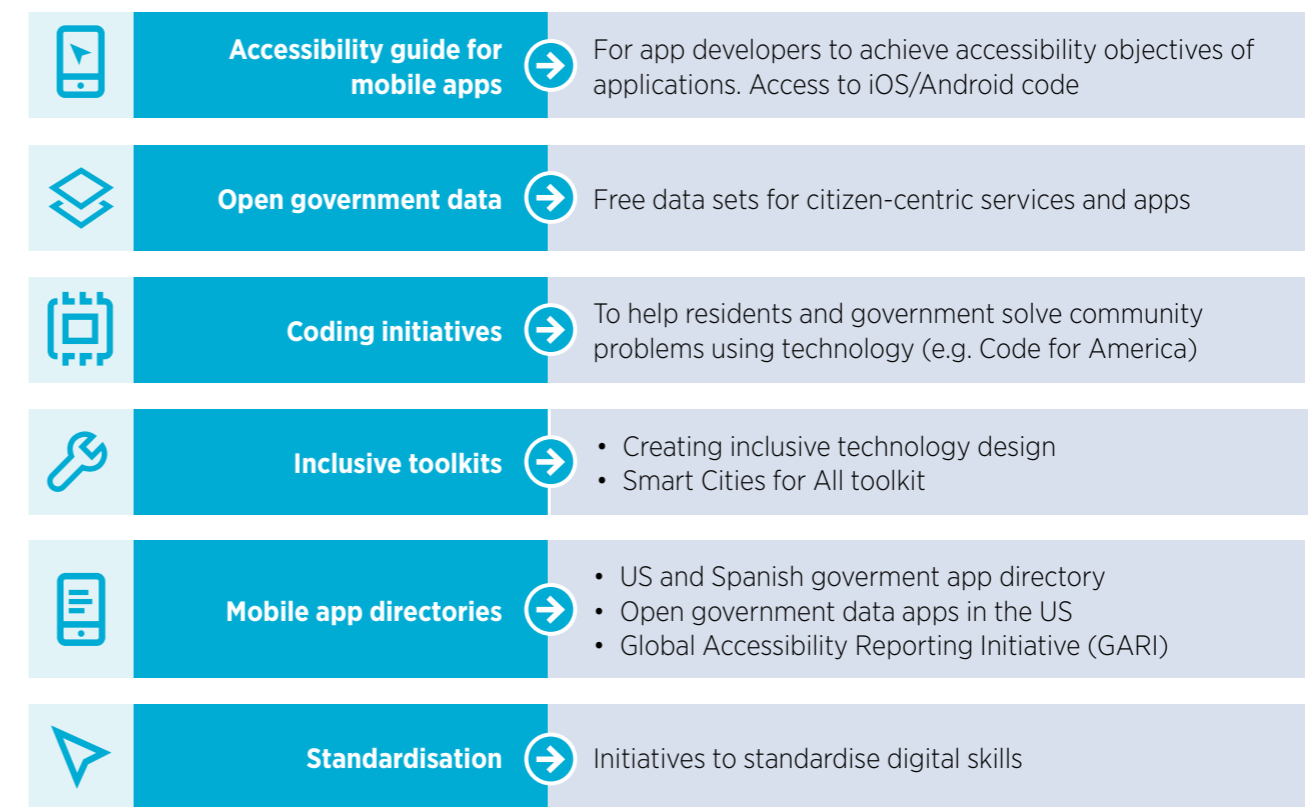 Accessibility guide for
mobile apps
For app developers to achieve accessibility objectives of
applications. Access to iOS/Android code
Open government data
Free data sets for citizen-centric services and apps
Coding initiatives
To help residents and government solve community
problems using technology (e.g. Code for America)
Inclusive toolkits
• Creating inclusive technology design
• Smart Cities for All toolkit
Mobile app directories
• US and Spanish goverment app directory
• Open government data apps in the US
• Global Accessibility Reporting Initiative (GARI)
Standardisation
Initiatives to standardise digital skills